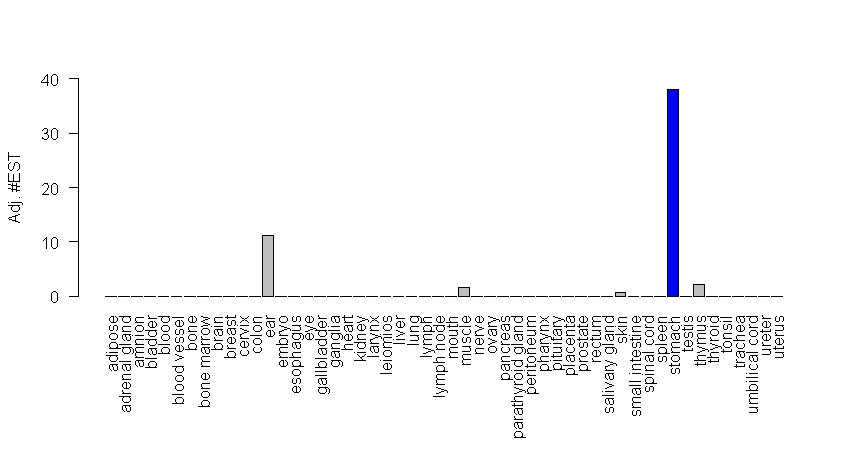 Adj. #EST
40
30
20
10
0
adipose
adrenal gland
amnion
bladder
blood
blood vessel
bone
bone marrow
brain
breast
cervix
colon
ear
embryo
esophagus
eye
gallbladder
ganglia
heart
kidney
larynx
leiomios
liver
lung
lymph
lymph node
mouth
muscle
nerve
ovary
pancreas
parathyroid gland
peritoneum
pharynx
pituitary
placenta
prostate
rectum
salivary gland
skin
small intestine
spinal cord
spleen
stomach
testis
thymus
thyroid
tonsil
trachea
umbilical cord
ureter
uterus